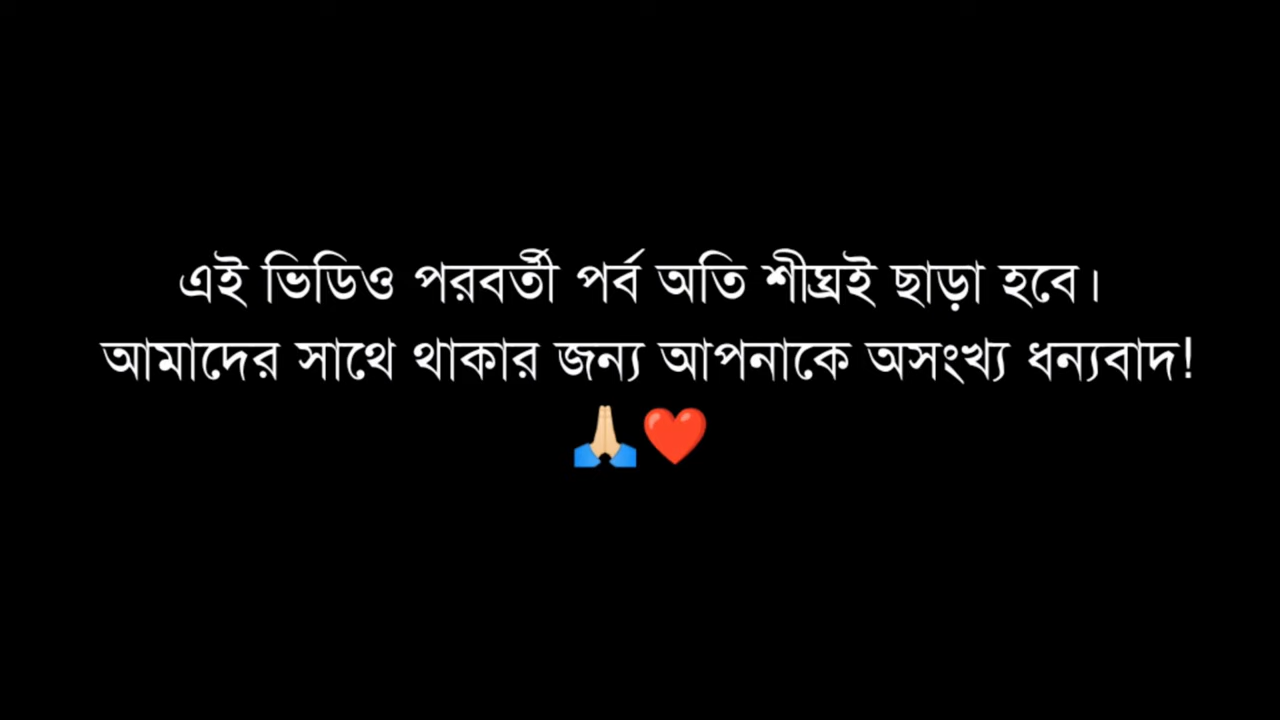 এই ভিডিও পরবর্তী পর্ব অতি শীঘ্রই ছাড়া হবে।
আমাদের সাথে থাকার জন্য আপনাকে অসংখ্য ধন্যবাদ!
🙏🏼❤️